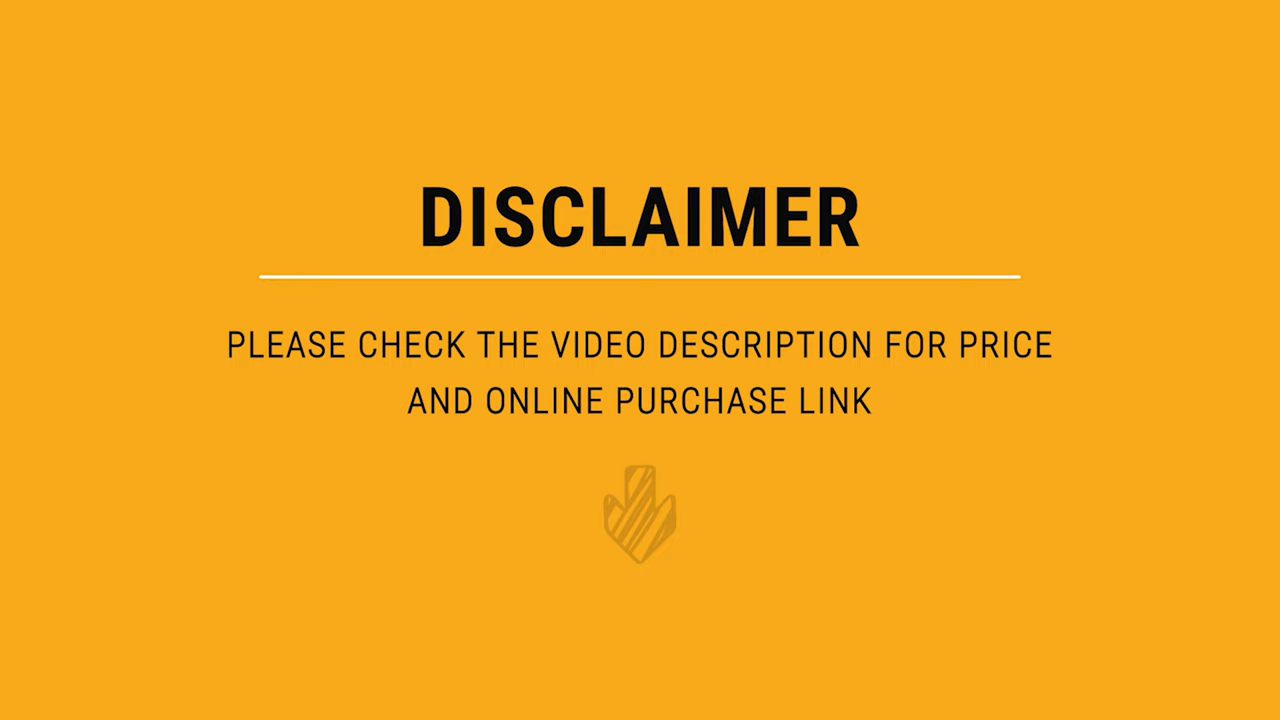 DISCLAIMER
PLEASE CHECK THE VIDEO DESCRIPTION FOR PRICE
AND ONLINE PURCHASE LINK